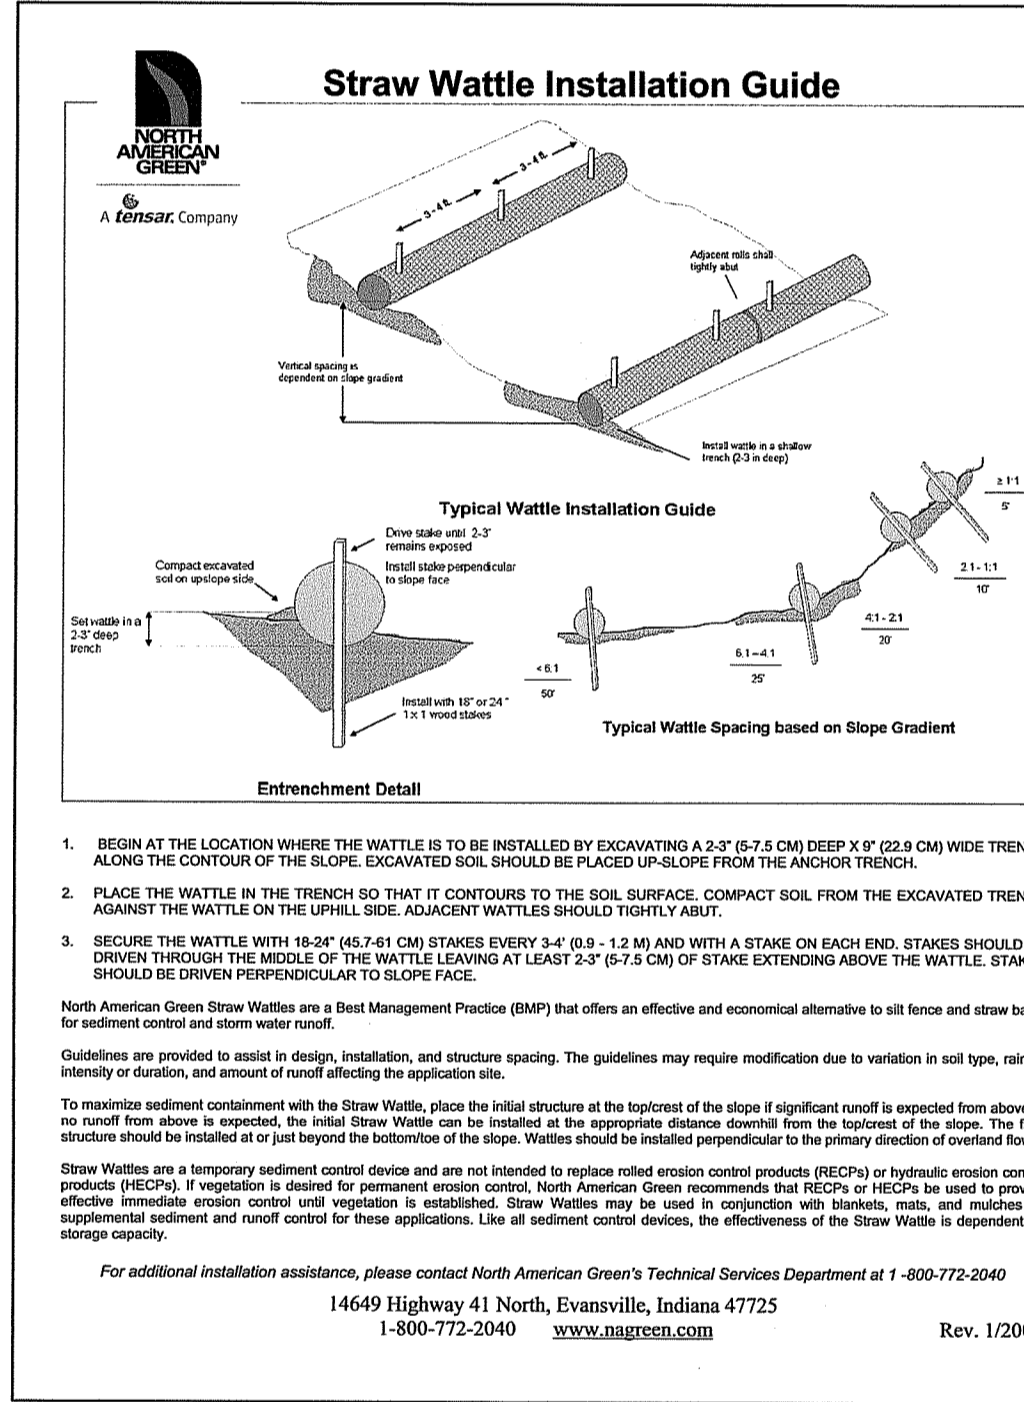 Straw Wattle Installation Guide
NORTH
AMERICAN
GREEN®
A tensar. Company
3-4 ft.
3-4 ft.
Adjacent rolls shall
tightly abut
Vertical spacing is
dependent on slope gradient
Install wattle in a shallow
trench (2-3 in deep)
Typical Wattle Installation Guide
Drive stake until 2-3"
remains exposed
Install stake perpendicular
to slope face
Compact excavated
soil on upslope side
Set wattle in a
2-3" deep
trench
Install with 18" or 24"
1 x 1 wood stakes
Entrenchment Detail
< 6:1
50'
6:1-4:1
25'
4:1-2:1
20'
2:1-1:1
10'
≥ 1:1
5'
Typical Wattle Spacing based on Slope Gradient
1. BEGIN AT THE LOCATION WHERE THE WATTLE IS TO BE INSTALLED BY EXCAVATING A 2-3" (5-7.5 CM) DEEP X 9" (22.9 CM) WIDE TREN
ALONG THE CONTOUR OF THE SLOPE. EXCAVATED SOIL SHOULD BE PLACED UP-SLOPE FROM THE ANCHOR TRENCH.
2. PLACE THE WATTLE IN THE TRENCH SO THAT IT CONTOURS TO THE SOIL SURFACE. COMPACT SOIL FROM THE EXCAVATED TREN
AGAINST THE WATTLE ON THE UPHILL SIDE. ADJACENT WATTLES SHOULD TIGHTLY ABUT.
3. SECURE THE WATTLE WITH 18-24" (45.7-61 CM) STAKES EVERY 3-4' (0.9 - 1.2 M) AND WITH A STAKE ON EACH END. STAKES SHOULD
DRIVEN THROUGH THE MIDDLE OF THE WATTLE LEAVING AT LEAST 2-3" (5-7.5 CM) OF STAKE EXTENDING ABOVE THE WATTLE. STAK
SHOULD BE DRIVEN PERPENDICULAR TO SLOPE FACE.
North American Green Straw Wattles are a Best Management Practice (BMP) that offers an effective and economical alternative to silt fence and straw ba
for sediment control and storm water runoff.
Guidelines are provided to assist in design, installation, and structure spacing. The guidelines may require modification due to variation in soil type, rain
intensity or duration, and amount of runoff affecting the application site.
To maximize sediment containment with the Straw Wattle, place the initial structure at the top/crest of the slope if significant runoff is expected from above
no runoff from above is expected, the initial Straw Wattle can be installed at the appropriate distance downhill from the top/crest of the slope. The f
structure should be installed at or just beyond the bottom/toe of the slope. Wattles should be installed perpendicular to the primary direction of overland flo
Straw Wattles are a temporary sediment control device and are not intended to replace rolled erosion control products (RECPs) or hydraulic erosion con
products (HECPs). If vegetation is desired for permanent erosion control, North American Green recommends that RECPs or HECPs be used to prov
effective immediate erosion control until vegetation is established. Straw Wattles may be used in conjunction with blankets, mats, and mulches
supplemental sediment and runoff control for these applications. Like all sediment control devices, the effectiveness of the Straw Wattle is dependent
storage capacity.
For additional installation assistance, please contact North American Green's Technical Services Department at 1 -800-772-2040
14649 Highway 41 North, Evansville, Indiana 47725
1-800-772-2040 www.nagreen.com
Rev. 1/20